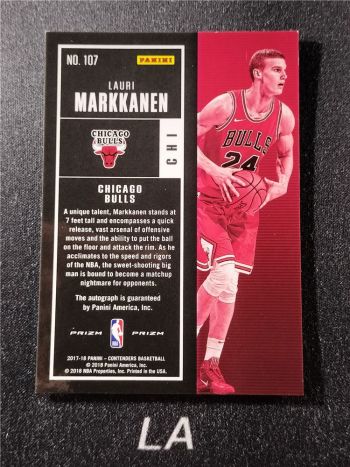 NO. 107
PANINI
LAURI
MARKKANEN
CHICAGO
BULLS
CHI
CHICAGO
BULLS
A unique talent, Markkanen stands at
7 feet tall and encompasses a quick
release, vast arsenal of offensive
moves and the ability to put the ball
on the floor and attack the rim. As he
acclimates to the speed and rigors
of the NBA, the sweet-shooting big
man is bound to become a matchup
nightmare for opponents.
The autograph is guaranteed
by Panini America, Inc.
PRIZM
NBA
PRIZM
2017-18 PANINI - CONTENDERS BASKETBALL
© 2018 Panini America, Inc.
© 2018 NBA Properties, Inc. Printed in the USA.
BULLS
24
LA